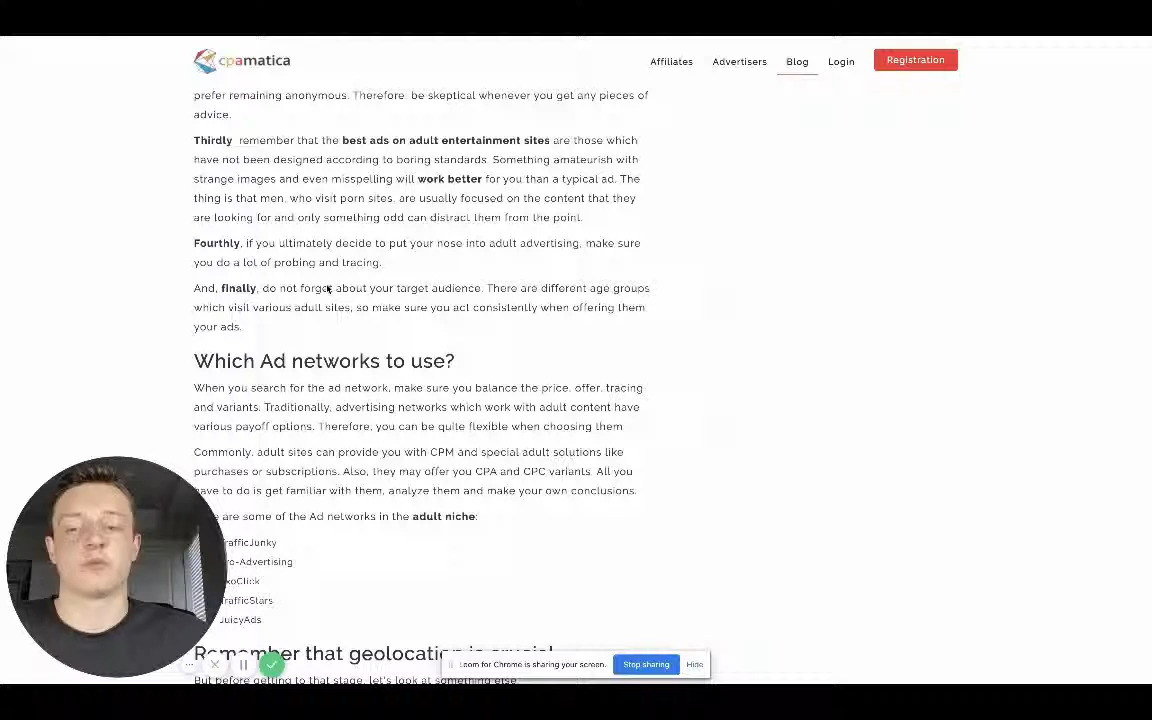 cpamatica
Affiliates Advertisers Blog Login Registration
prefer remaining anonymous. Therefore, be skeptical whenever you get any pieces of
advice.
Thirdly remember that the best ads on adult entertainment sites are those which
have not been designed according to boring standards. Something amateurish with
strange images and even misspelling will work better for you than a typical ad. The
thing is that men, who visit porn sites, are usually focused on the content that they
are looking for and only something odd can distract them from the point.
Fourthly, if you ultimately decide to put your nose into adult advertising, make sure
you do a lot of probing and tracing.
And, finally, do not forget about your target audience. There are different age groups
which visit various adult sites, so make sure you act consistently when offering them
your ads.
Which Ad networks to use?
When you search for the ad network, make sure you balance the price, offer, tracing
and variants. Traditionally, advertising networks which work with adult content have
various payoff options. Therefore, you can be quite flexible when choosing them.
Commonly, adult sites can provide you with CPM and special adult solutions like
purchases or subscriptions. Also, they may offer you CPA and CPC variants. All you
have to do is get familiar with them, analyze them and make your own conclusions.
are some of the Ad networks in the adult niche:
TrafficJunky
ro-Advertising
xoClick
TrafficStars
JuicyAds
Remember that geolocation is crucial
But before getting to that stage, let's look at something else
Loom for Chrome is sharing your screen. Stop sharing Hide